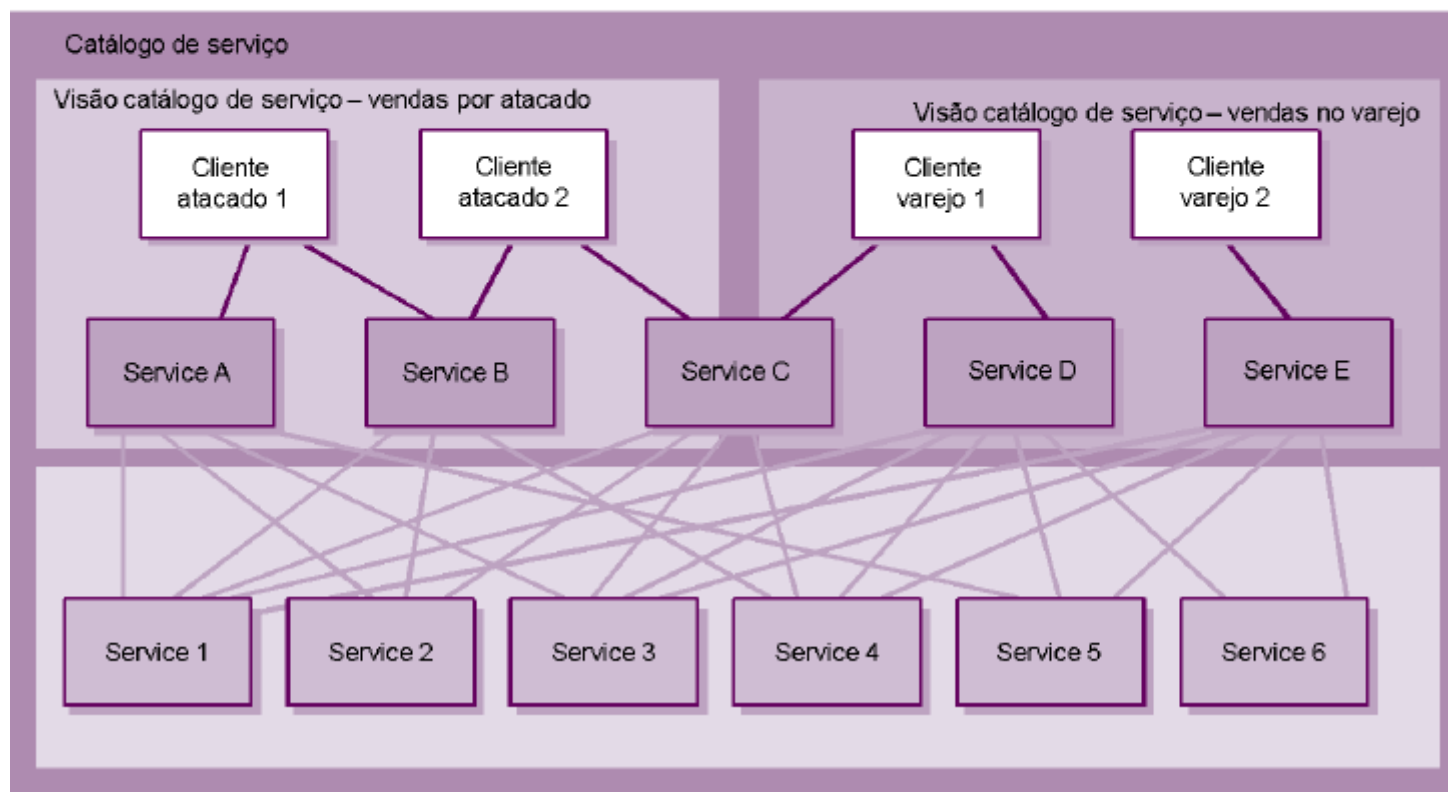 Catálogo de serviço
Visão catálogo de serviço – vendas por atacado
Visão catálogo de serviço – vendas no varejo
Cliente
atacado 1
Cliente
atacado 2
Cliente
varejo 1
Cliente
varejo 2
Service A
Service B
Service C
Service D
Service E
Service 1
Service 2
Service 3
Service 4
Service 5
Service 6